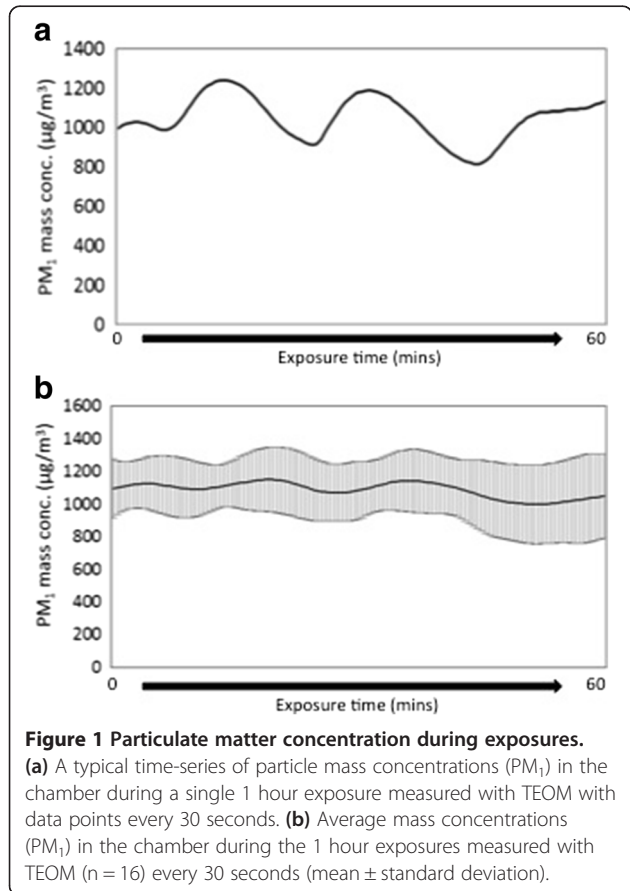 a
1400
1200
1000
800
600
400
200
0
PM₁ mass conc. (µg/m³)
0 60
Exposure time (mins)
b
1600
1400
1200
1000
800
600
400
200
0
PM₁ mass conc. (µg/m³)
0 60
Exposure time (mins)
Figure 1 Particulate matter concentration during exposures.
(a) A typical time-series of particle mass concentrations (PM₁) in the
chamber during a single 1 hour exposure measured with TEOM with
data points every 30 seconds. (b) Average mass concentrations
(PM₁) in the chamber during the 1 hour exposures measured with
TEOM (n = 16) every 30 seconds (mean ± standard deviation).